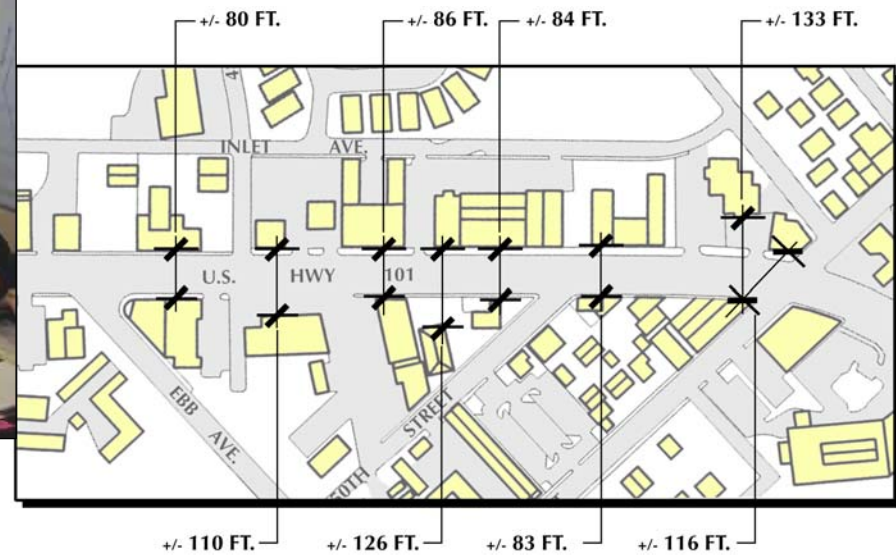 +/- 80 FT.
+/- 86 FT.
+/- 84 FT.
+/- 133 FT.
INLET AVE.
U.S. HWY 101
EBB AVE.
STREET
50TH
+/- 110 FT.
+/- 126 FT.
+/- 83 FT.
+/- 116 FT.